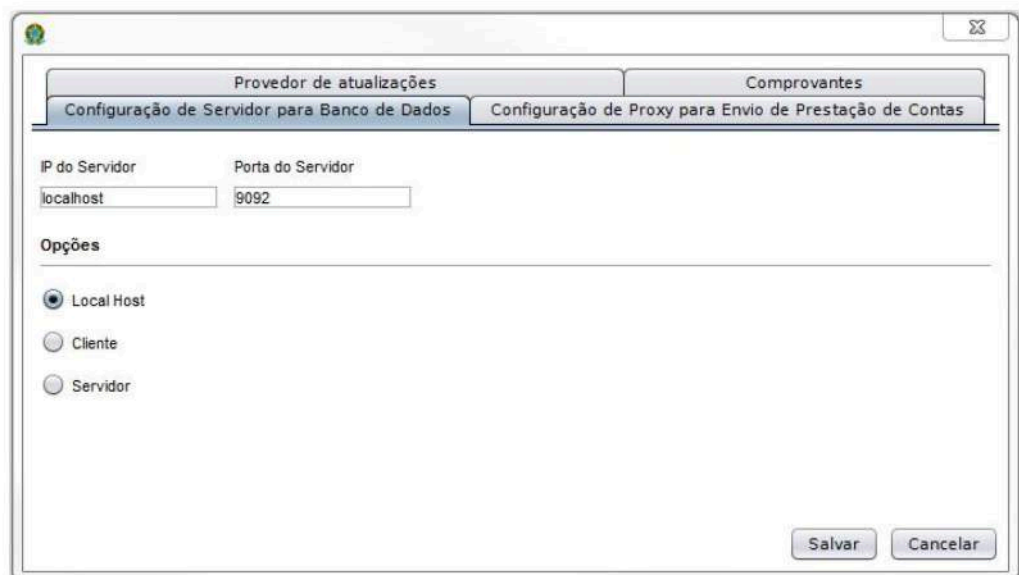 Provedor de atualizações Comprovantes
Configuração de Servidor para Banco de Dados Configuração de Proxy para Envio de Prestação de Contas
IP do Servidor Porta do Servidor
localhost 9092
Opções
Local Host
Cliente
Servidor
Salvar Cancelar